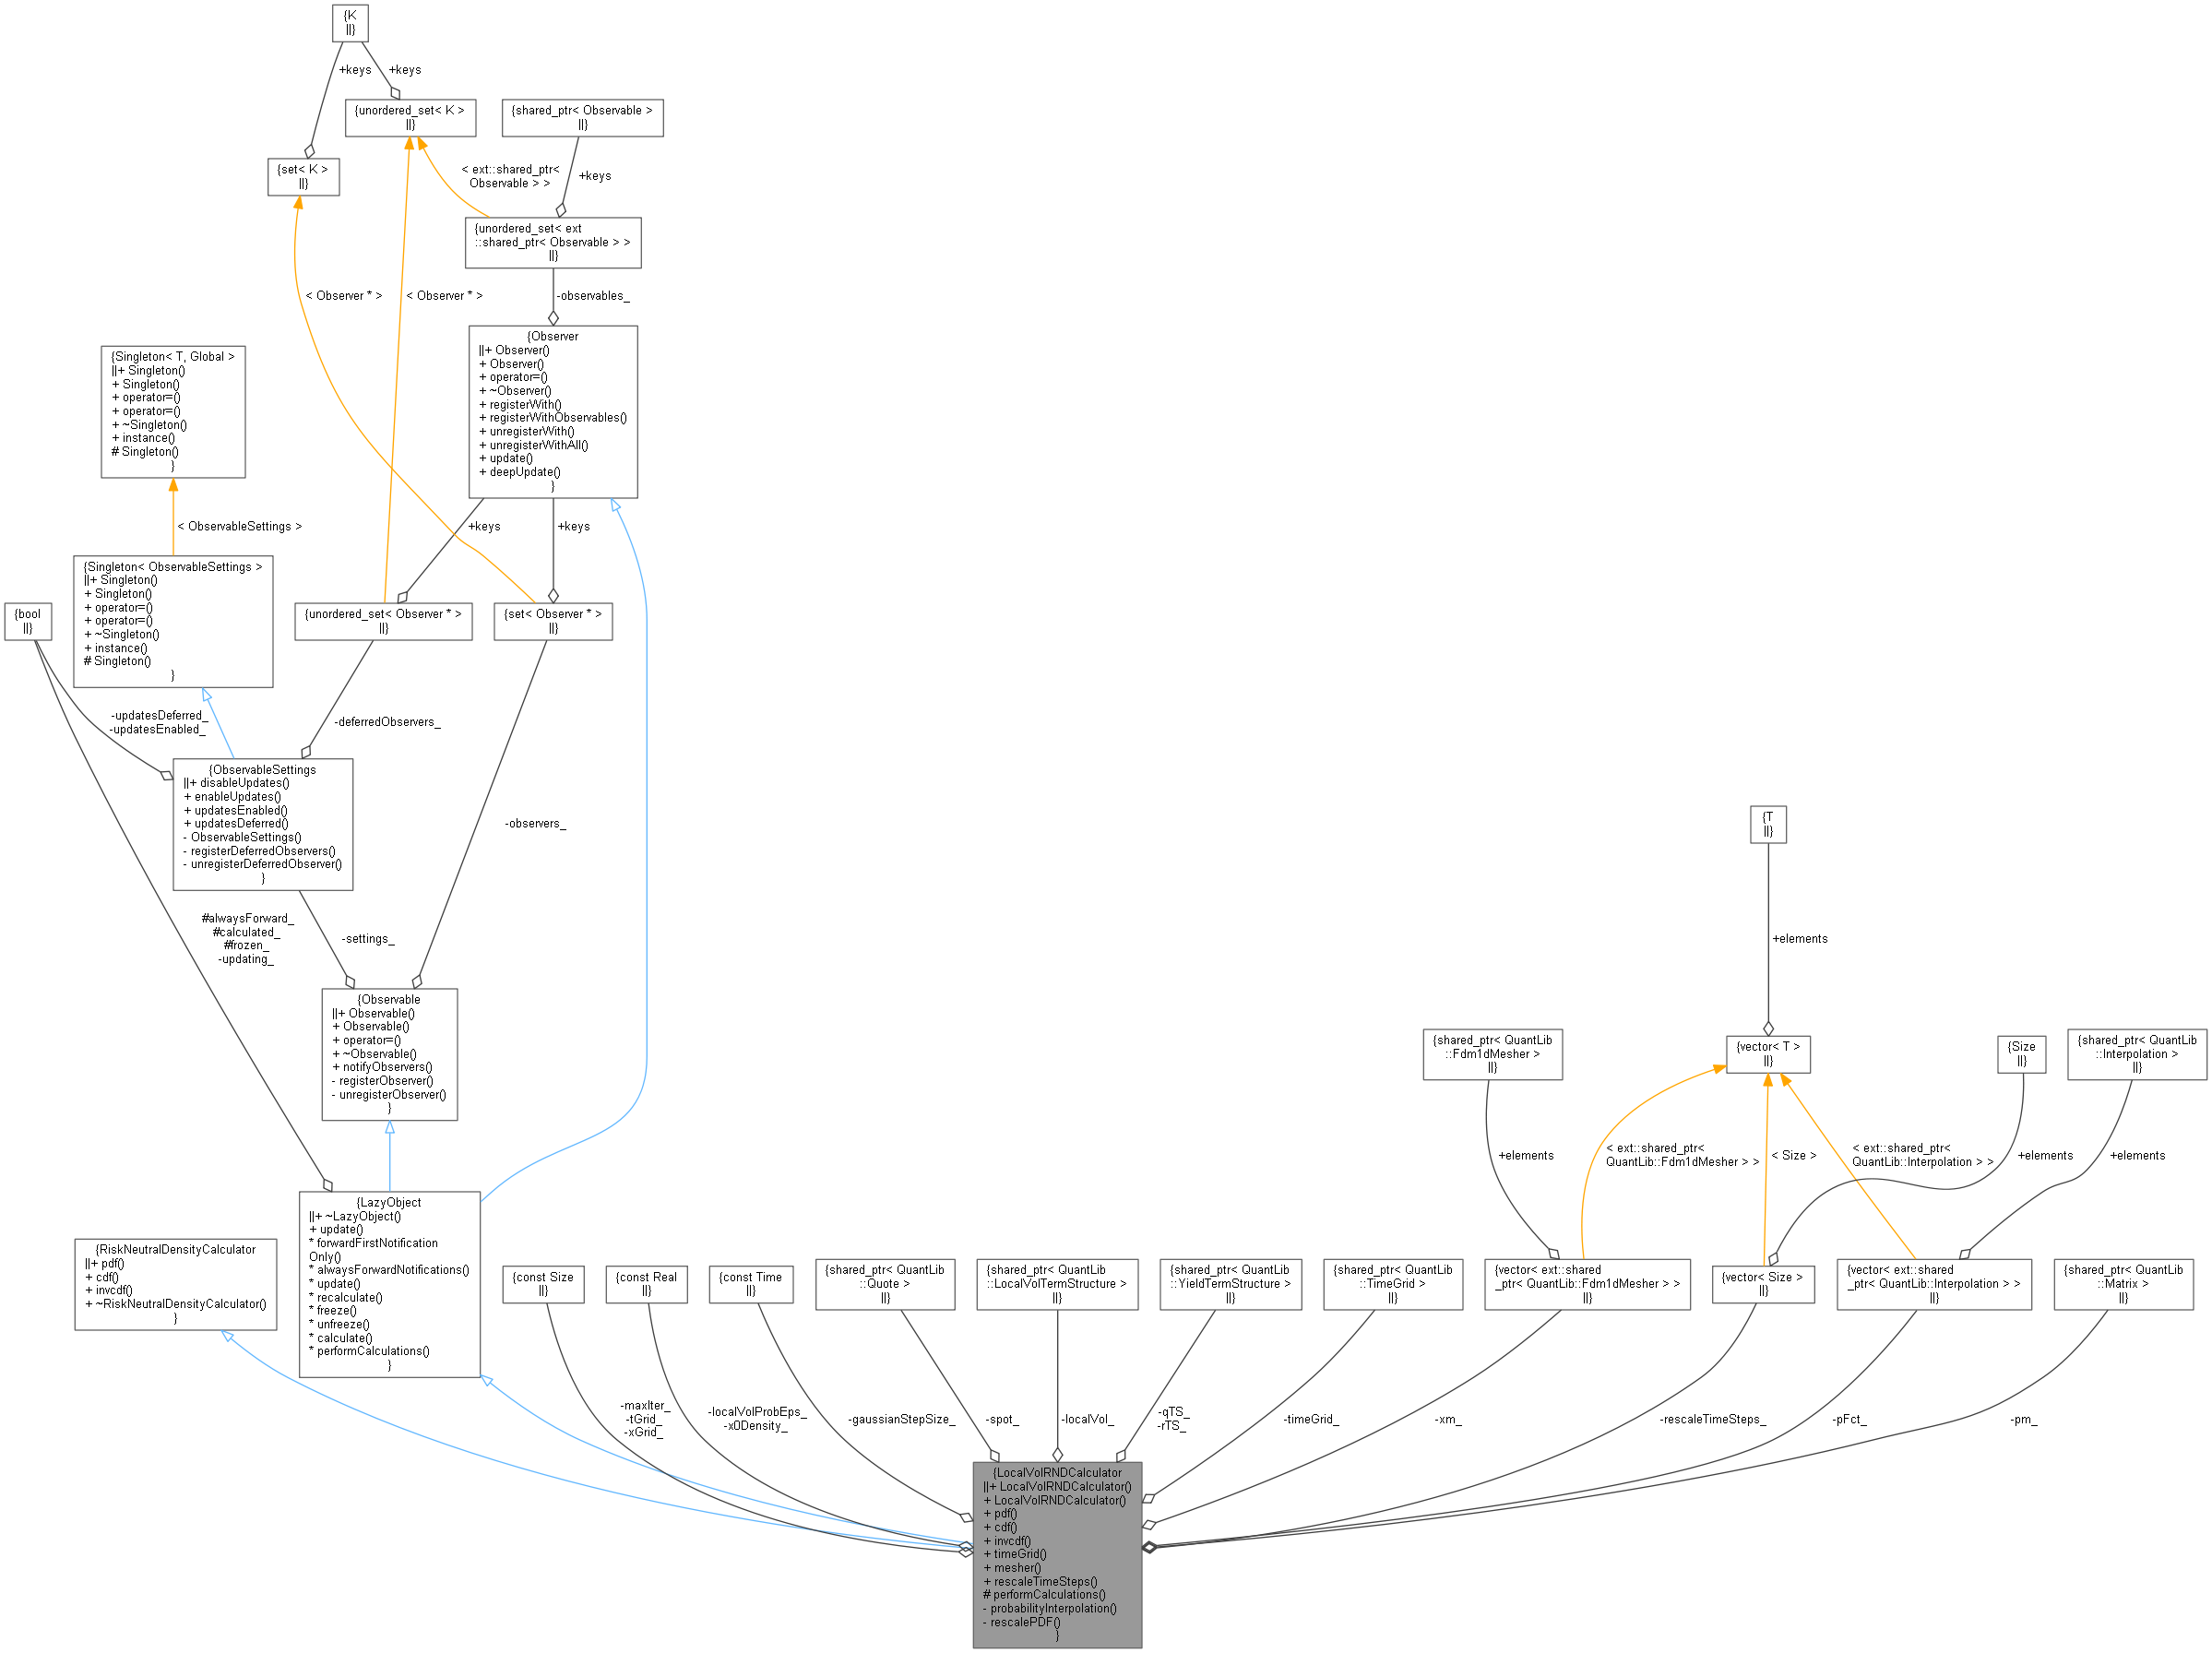 {K
||}
+keys
+keys
{unordered_set< K >
||}
{shared_ptr< Observable >
||}
{set< K >
||}
< ext::shared_ptr<
Observable > >
+keys
{unordered_set< ext
::shared_ptr< Observable > >
||}
< Observer * >
< Observer * >
-observables_
{Observer
||+ Observer()
+ Observer()
+ operator=()
+ ~Observer()
+ registerWith()
+ registerWithObservables()
+ unregisterWith()
+ unregisterWithAll()
+ update()
+ deepUpdate()
}
{Singleton< T, Global >
||+ Singleton()
+ Singleton()
+ operator=()
+ operator=()
+ ~Singleton()
+ instance()
# Singleton()
}
< ObservableSettings >
+keys
+keys
{Singleton< ObservableSettings >
||+ Singleton()
+ Singleton()
+ operator=()
+ operator=()
+ ~Singleton()
+ instance()
# Singleton()
}
{bool
||}
{unordered_set< Observer * >
||}
{set< Observer * >
||}
-updatesDeferred_
-updatesEnabled_
-deferredObservers_
{ObservableSettings
||+ disableUpdates()
+ enableUpdates()
+ updatesEnabled()
+ updatesDeferred()
- ObservableSettings()
- registerDeferredObservers()
- unregisterDeferredObserver()
}
-observers_
{T
||}
#alwaysForward_
#calculated_
#frozen_
-updating_
-settings_
+elements
{Observable
||+ Observable()
+ Observable()
+ operator=()
+ ~Observable()
+ notifyObservers()
- registerObserver()
- unregisterObserver()
}
{shared_ptr< QuantLib
::Fdm1dMesher >
||}
{vector< T >
||}
{Size
||}
{shared_ptr< QuantLib
::Interpolation >
||}
+elements
< ext::shared_ptr<
QuantLib::Fdm1dMesher > >
< Size >
< ext::shared_ptr<
QuantLib::Interpolation > >
+elements
+elements
{LazyObject
||+ ~LazyObject()
+ update()
* forwardFirstNotification
Only()
* alwaysForwardNotifications()
* update()
* recalculate()
* freeze()
* unfreeze()
* calculate()
* performCalculations()
}
{RiskNeutralDensityCalculator
||+ pdf()
+ cdf()
+ invcdf()
+ ~RiskNeutralDensityCalculator()
}
{const Size
||}
{const Real
||}
{const Time
||}
{shared_ptr< QuantLib
::Quote >
||}
{shared_ptr< QuantLib
::LocalVolTermStructure >
||}
{shared_ptr< QuantLib
::YieldTermStructure >
||}
{shared_ptr< QuantLib
::TimeGrid >
||}
{vector< ext::shared
_ptr< QuantLib::Fdm1dMesher > >
||}
{vector< Size >
||}
{vector< ext::shared
_ptr< QuantLib::Interpolation > >
||}
{shared_ptr< QuantLib
::Matrix >
||}
-maxIter_
-tGrid_
-xGrid_
-localVolProbEps_
-x0Density_
-gaussianStepSize_
-spot_
-localVol_
-qTS_
-rTS_
-timeGrid_
-xm_
-rescaleTimeSteps_
-pFct_
-pm_
{LocalVolRNDCalculator
||+ LocalVolRNDCalculator()
+ LocalVolRNDCalculator()
+ pdf()
+ cdf()
+ invcdf()
+ timeGrid()
+ mesher()
+ rescaleTimeSteps()
# performCalculations()
- probabilityInterpolation()
- rescalePDF()
}